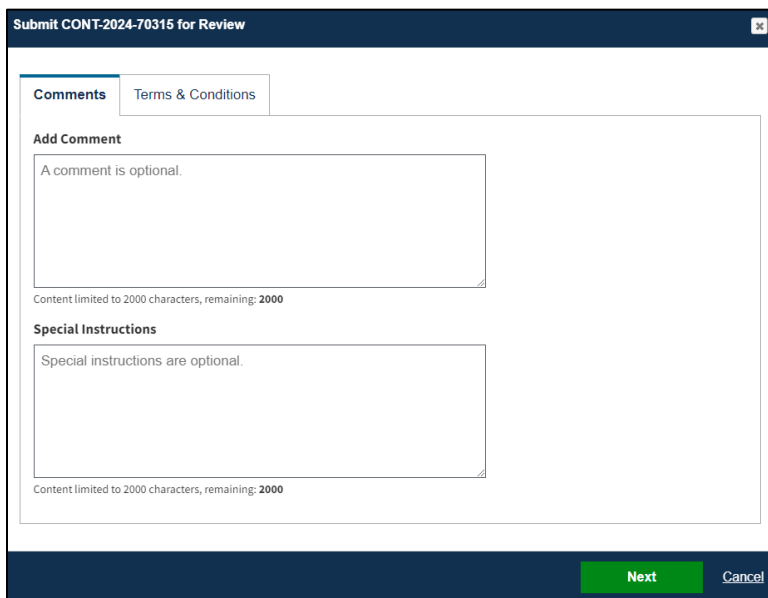 Submit CONT-2024-70315 for Review
Comments
Terms & Conditions
Add Comment
A comment is optional.
Content limited to 2000 characters, remaining: 2000
Special Instructions
Special instructions are optional.
Content limited to 2000 characters, remaining: 2000
Next
Cancel